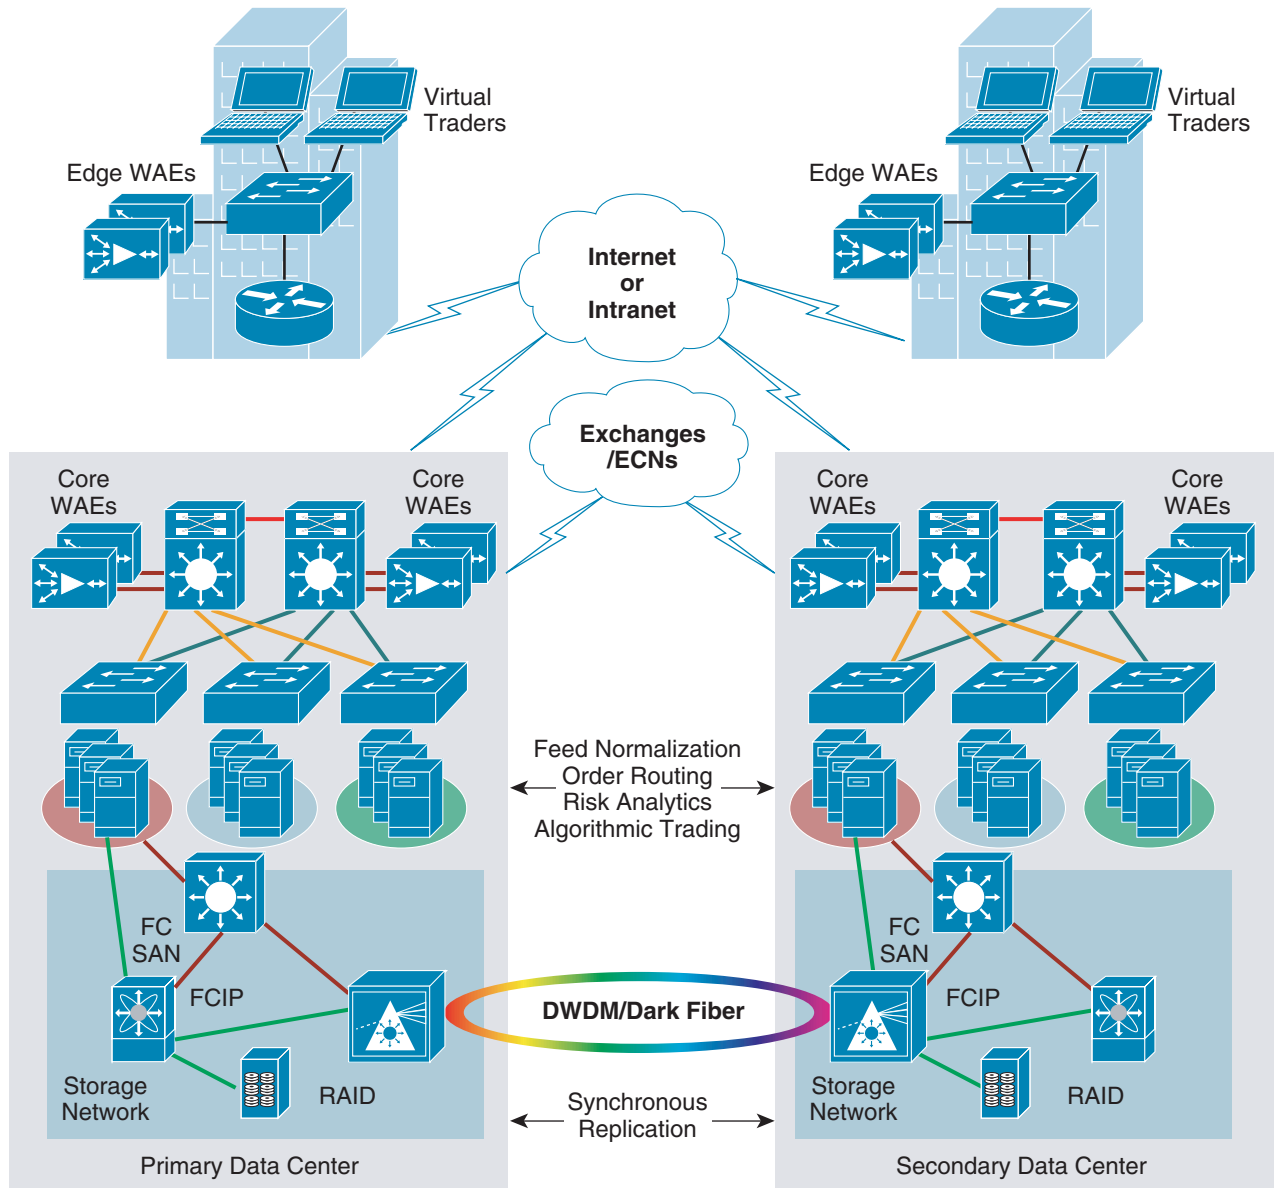 Virtual
Traders
Edge WAEs
Virtual
Traders
Edge WAEs
Internet
or
Intranet
Exchanges
/ECNs
Core
WAEs
Core
WAEs
Core
WAEs
Core
WAEs
Feed Normalization
Order Routing
Risk Analytics
Algorithmic Trading
FC
SAN
FCIP
Storage
Network
RAID
DWDM/Dark Fiber
FC
SAN
FCIP
Storage
Network
RAID
Synchronous
Replication
Primary Data Center
Secondary Data Center